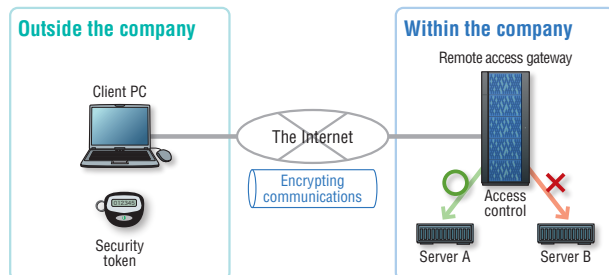 Outside the company
Client PC
012345
Security
token
The Internet
Encrypting
communications
Within the company
Remote access gateway
Access
control
Server A
Server B